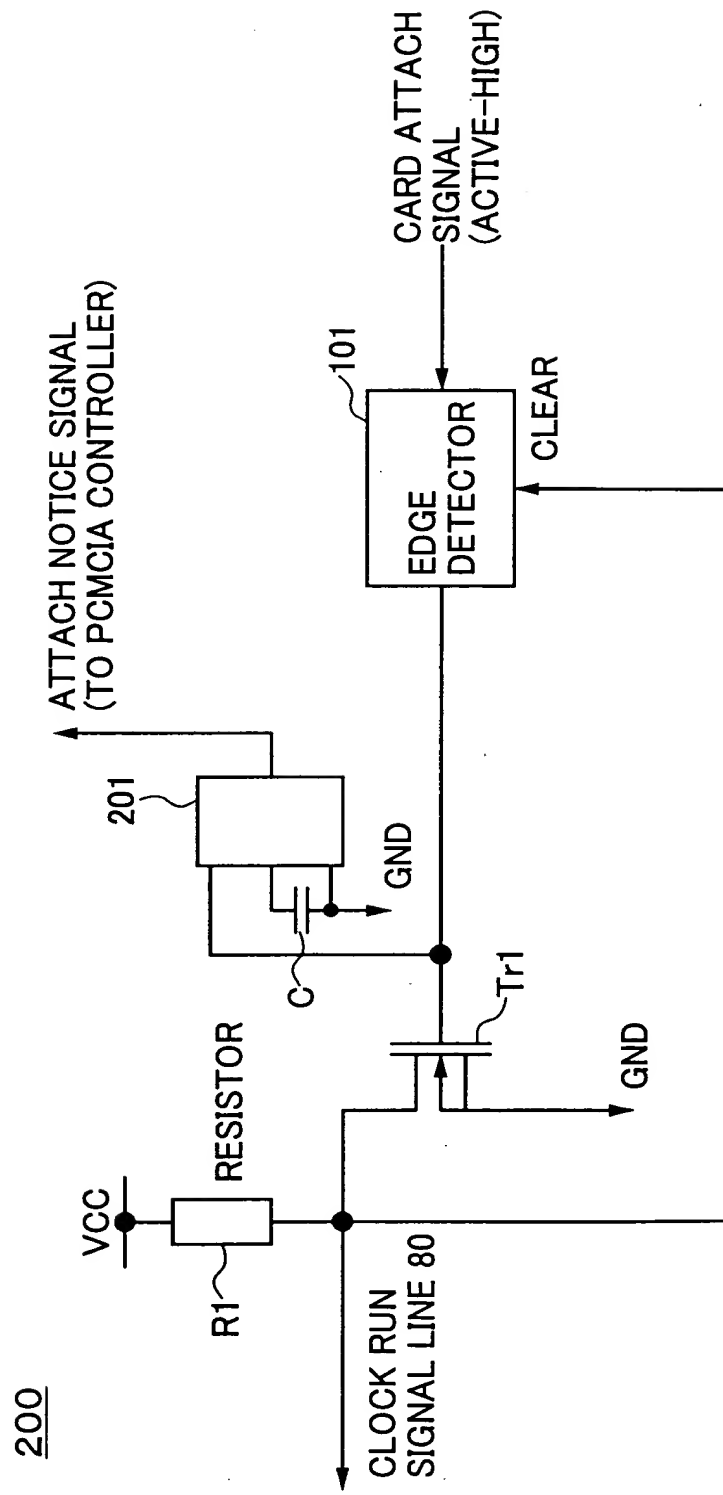 200
VCC
R1
RESISTOR
CLOCK RUN
SIGNAL LINE 80
Tr1
GND
C
GND
201
ATTACH NOTICE SIGNAL
(TO PCMCIA CONTROLLER)
EDGE
DETECTOR
101
CLEAR
CARD ATTACH
SIGNAL
(ACTIVE-HIGH)